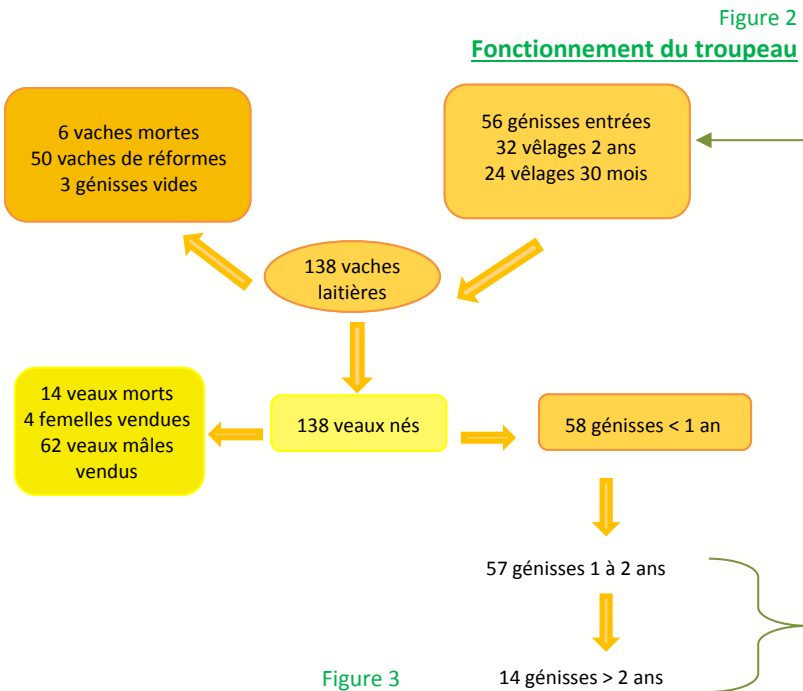 Figure 2
Fonctionnement du troupeau
6 vaches mortes
50 vaches de réformes
3 génisses vides
56 génisses entrées
32 vêlages 2 ans
24 vêlages 30 mois
138 vaches
laitières
14 veaux morts
4 femelles vendues
62 veaux mâles
vendus
138 veaux nés
58 génisses < 1 an
57 génisses 1 à 2 ans
14 génisses > 2 ans
Figure 3